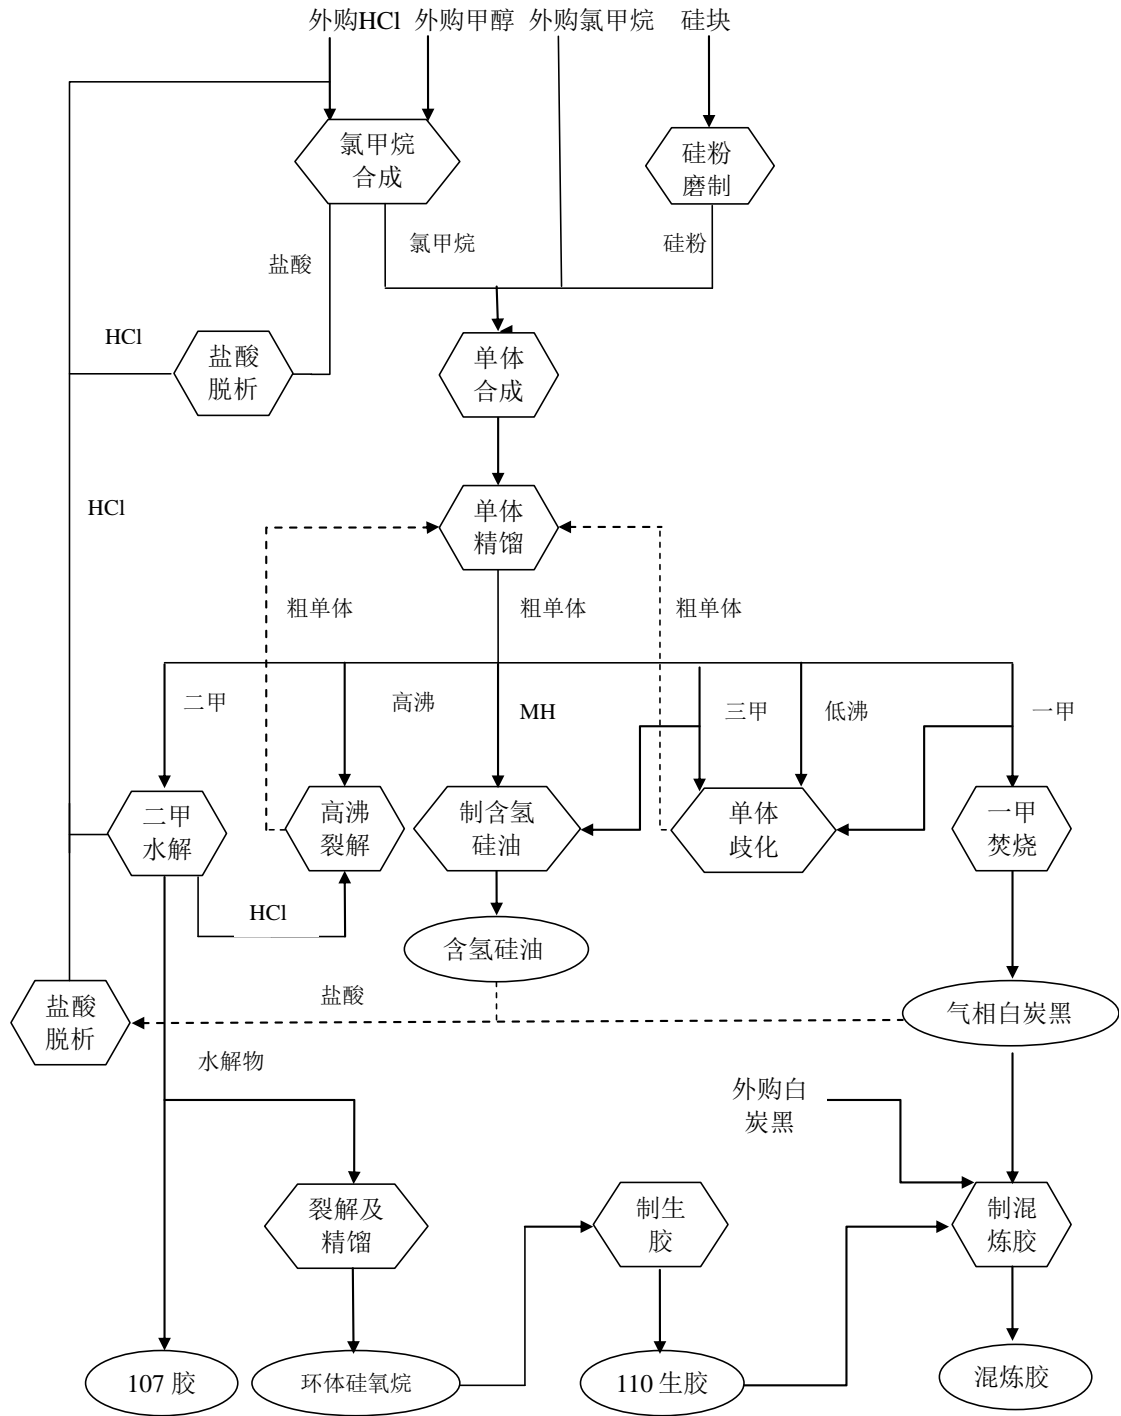 外购HCl 外购甲醇 外购氯甲烷 硅块
氯甲烷
合成
硅粉
磨制
盐酸
氯甲烷
硅粉
HCl
盐酸
脱析
单体
合成
HCl
单体
精馏
粗单体
粗单体
粗单体
二甲
高沸
MH
三甲
低沸
一甲
二甲
水解
高沸
裂解
制含氢
硅油
单体
歧化
一甲
焚烧
HCl
含氢硅油
盐酸
脱析
盐酸
气相白炭黑
水解物
外购白
炭黑
裂解及
精馏
制生
胶
制混
炼胶
107 胶
环体硅氧烷
110 生胶
混炼胶